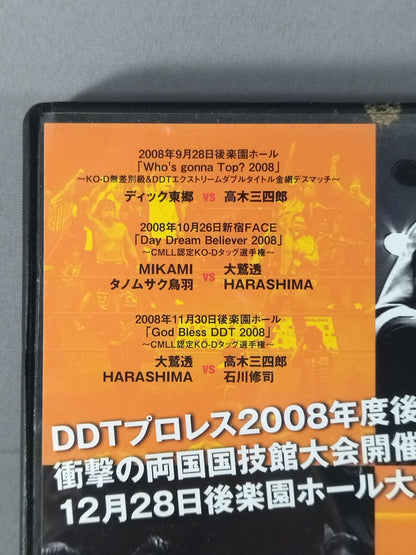 2008年9月28日後楽園ホール
「Who's gonna Top? 2008」
〜KO-D無差別級&DDTエクストリームダブルタイトル金網デスマッチ〜
ディック東郷 VS 高木三四郎
2008年10月26日新宿FACE
「Day Dream Believer 2008」
〜CMLL認定KO-Dタッグ選手権〜
MIKAMI 大鷲透
VS
タノムサク鳥羽 HARASHIMA
2008年11月30日後楽園ホール
「God Bless DDT 2008」
〜CMLL認定KO-Dタッグ選手権〜
大鷲透 高木三四郎
VS
HARASHIMA 石川修司
DDTプロレス2008年度後
衝撃の両国国技館大会開催
12月28日後楽園ホール大